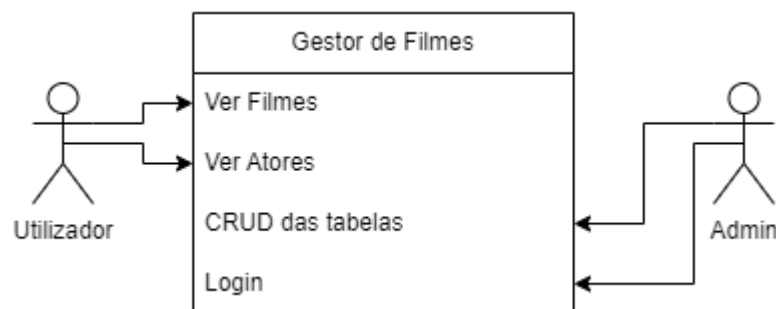 Gestor de Filmes
Ver Filmes
Ver Atores
Utilizador
CRUD das tabelas
Admin
Login